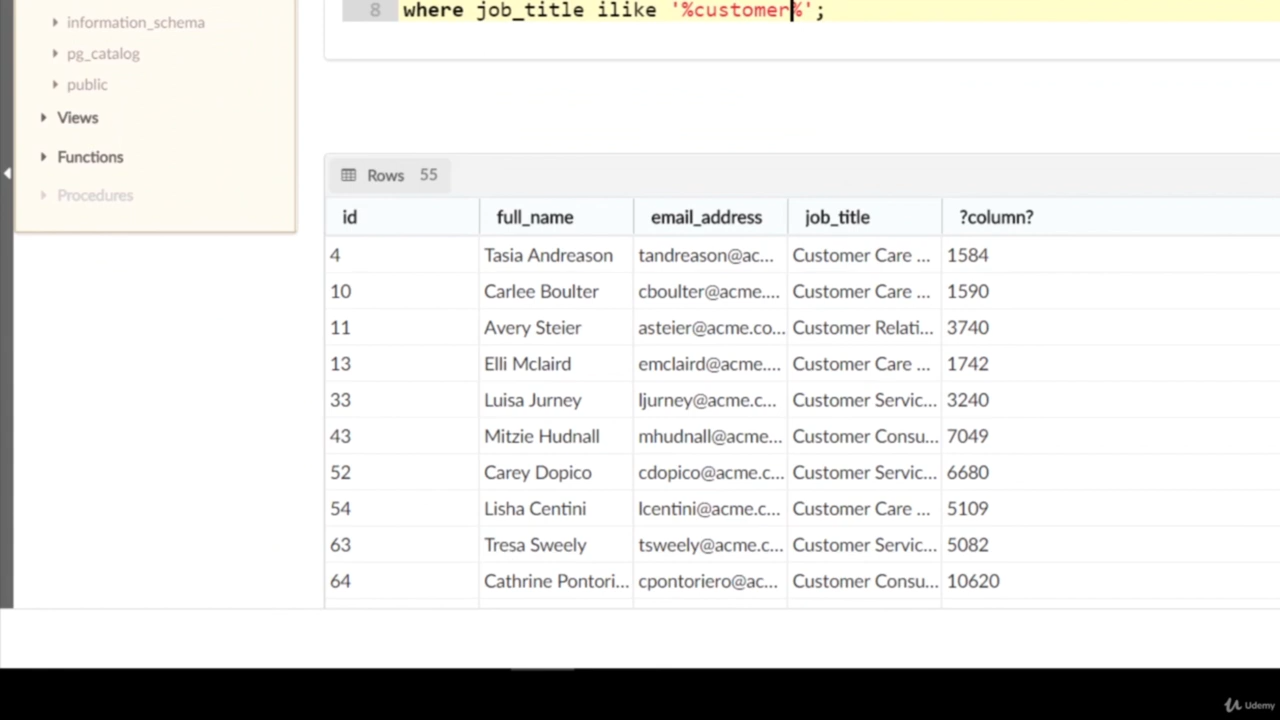 information_schema
8 where job_title ilike '%customer%';
pg_catalog
public
Views
Functions
Procedures
Rows 55
id full_name email_address job_title ?column?
4 Tasia Andreason tandreason@ac... Customer Care ... 1584
10 Carlee Boulter cboulter@acme.... Customer Care ... 1590
11 Avery Steier asteier@acme.co... Customer Relati... 3740
13 Elli Mclaird emclaird@acme.... Customer Care ... 1742
33 Luisa Jurney ljurney@acme.c... Customer Servic... 3240
43 Mitzie Hudnall mhudnall@acme... Customer Consu... 7049
52 Carey Dopico cdopico@acme.c... Customer Servic... 6680
54 Lisha Centini lcentini@acme.c... Customer Care ... 5109
63 Tresa Sweely tsweely@acme.c... Customer Servic... 5082
64 Cathrine Pontori... cpontoriero@ac... Customer Consu... 10620
Udemy